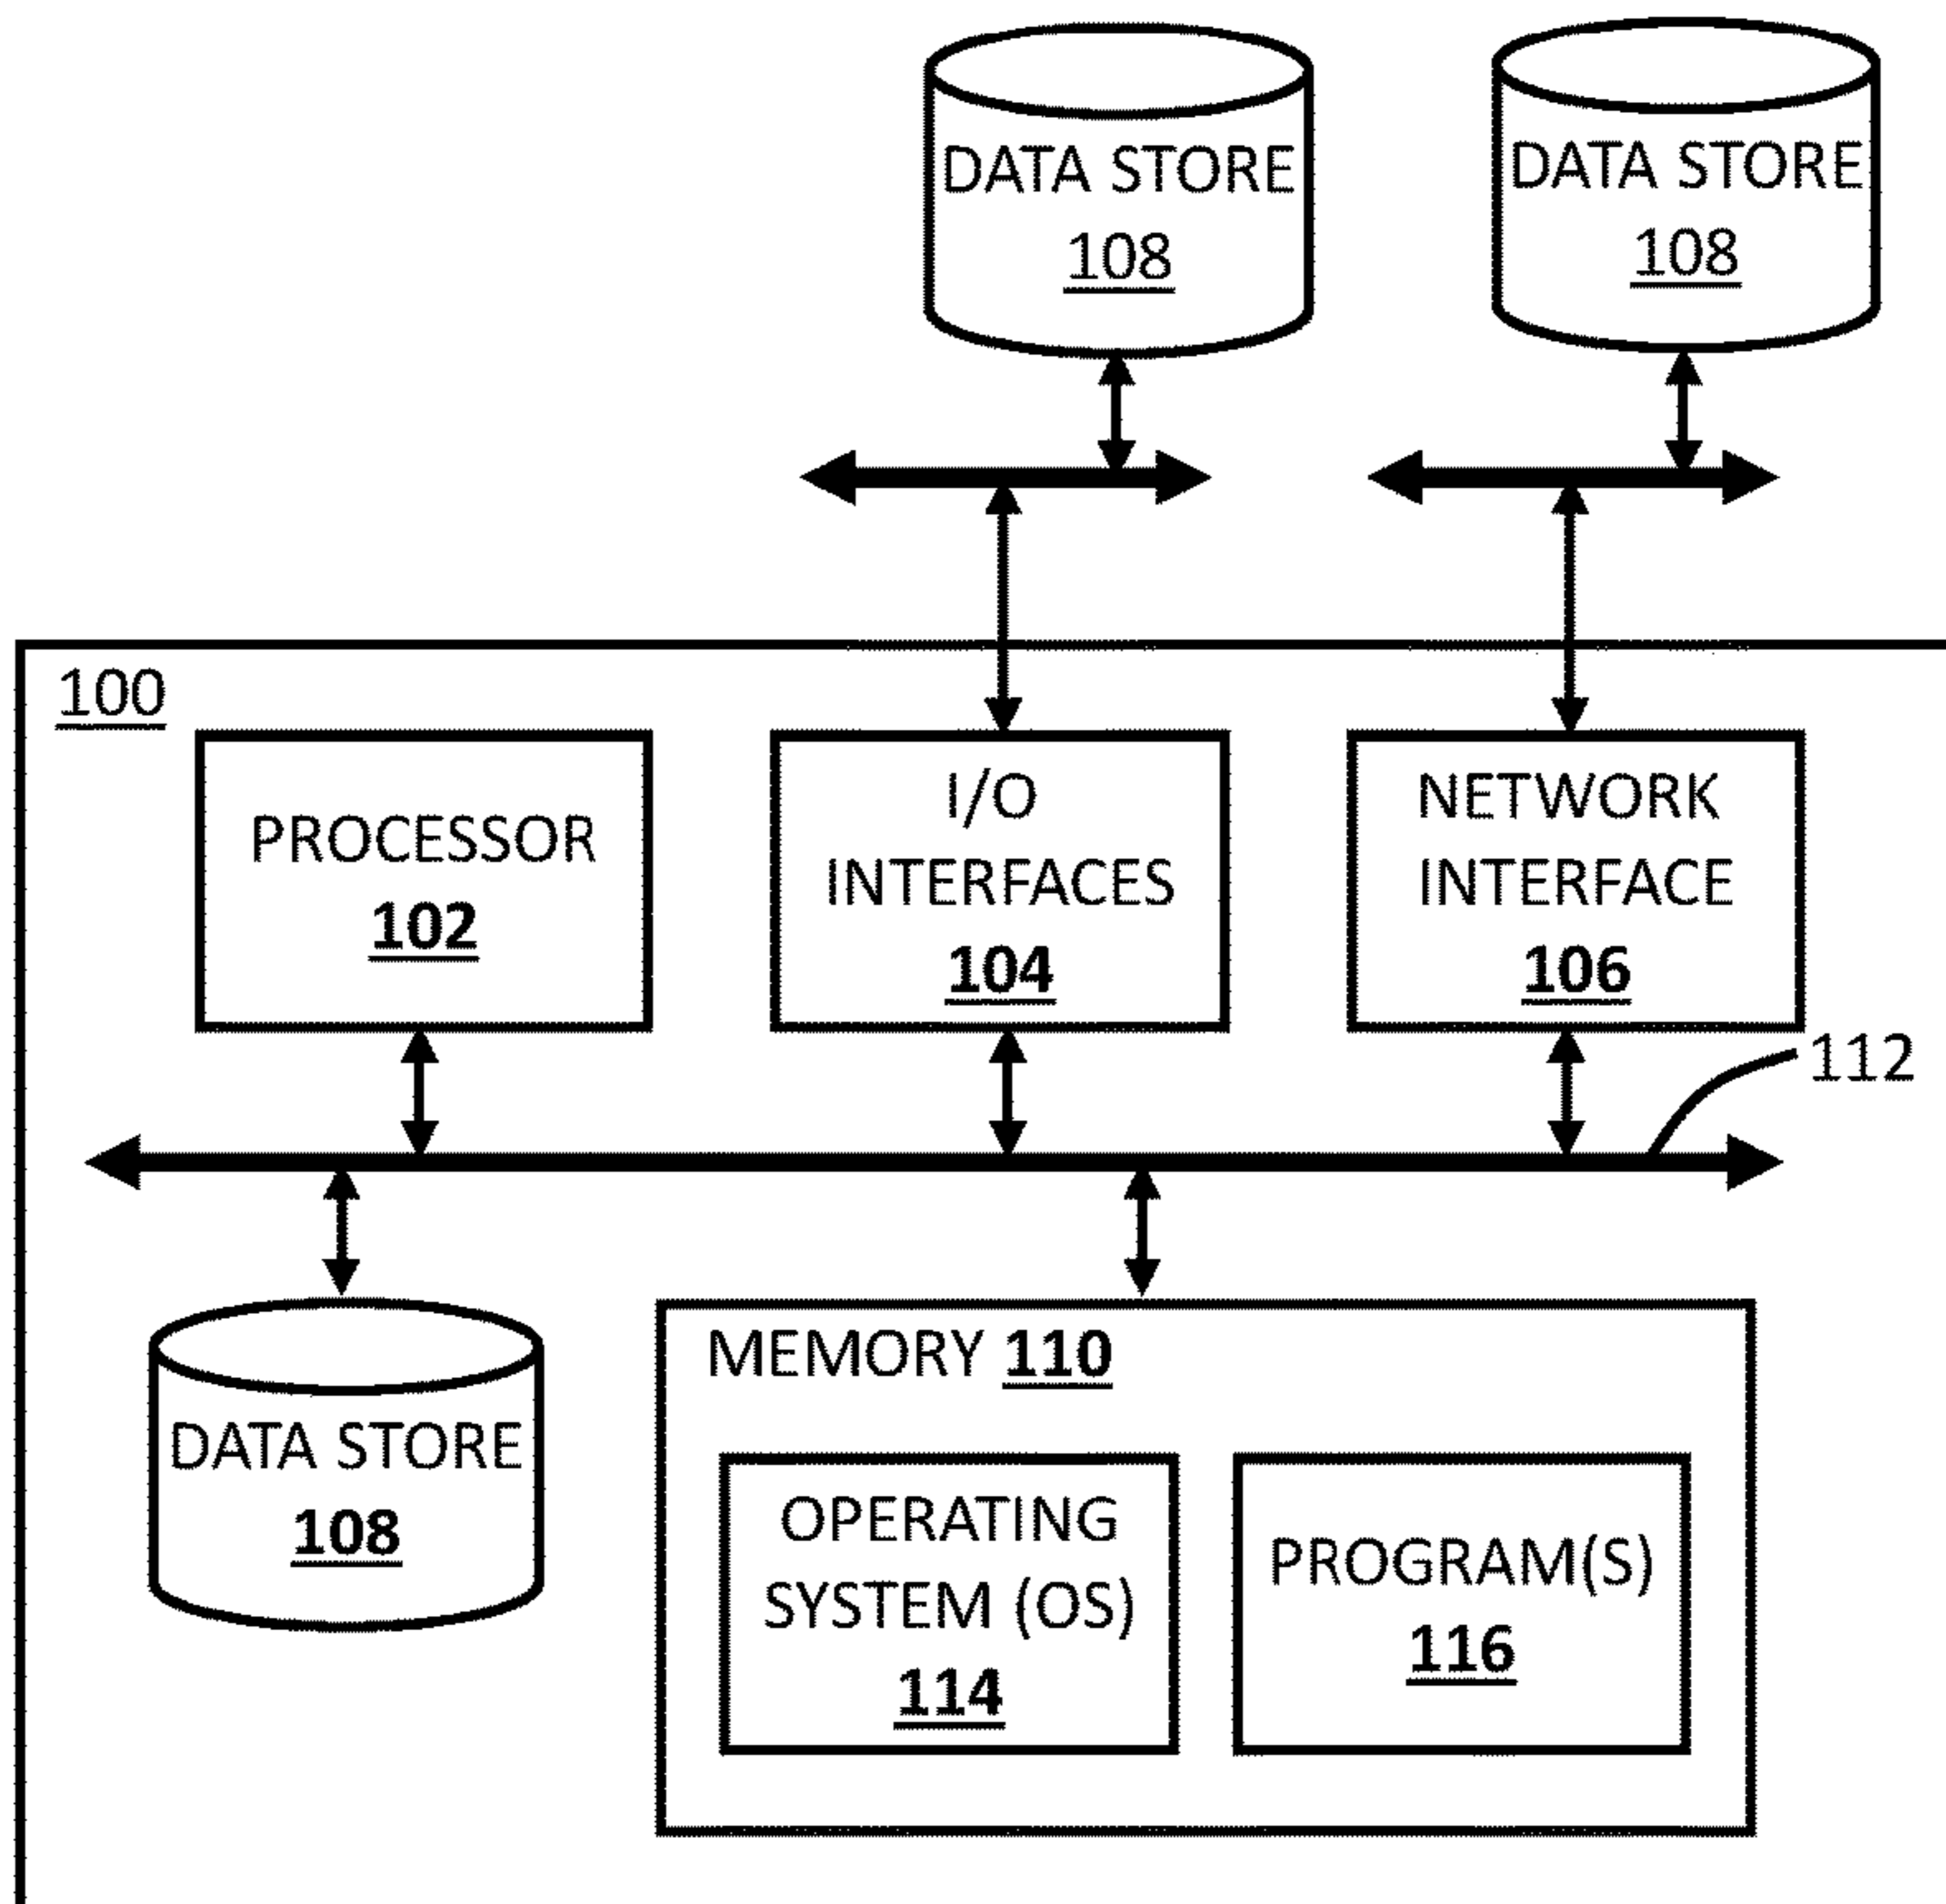 DATA STORE
108
DATA STORE
108
100
PROCESSOR
102
I/O
INTERFACES
104
NETWORK
INTERFACE
106
112
DATA STORE
108
MEMORY 110
OPERATING
SYSTEM (OS)
114
PROGRAM(S)
116